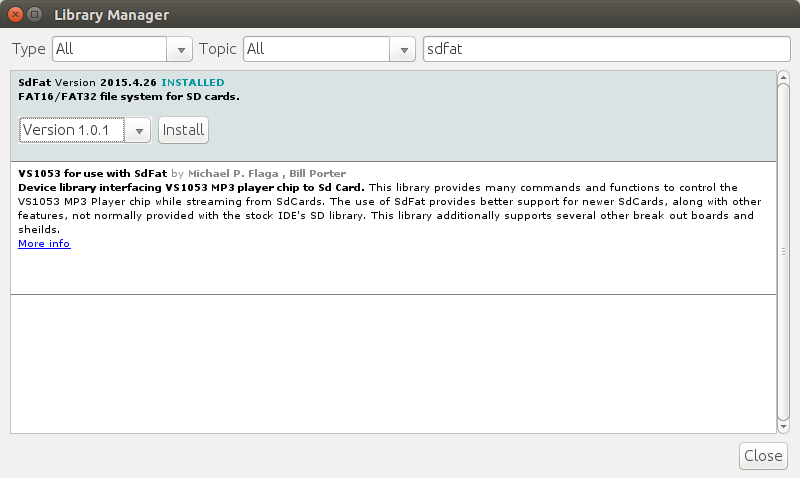 Library Manager
Type All Topic All sdfat
SdFat Version 2015.4.26 INSTALLED
FAT16/FAT32 file system for SD cards.
Version 1.0.1 Install
VS1053 for use with SdFat by Michael P. Flaga , Bill Porter
Device library interfacing VS1053 MP3 player chip to Sd Card. This library provides many commands and functions to control the
VS1053 MP3 Player chip while streaming from SdCards. The use of SdFat provides better support for newer SdCards, along with other
features, not normally provided with the stock IDE's SD library. This library additionally supports several other break out boards and
sheilds.
More info
Close